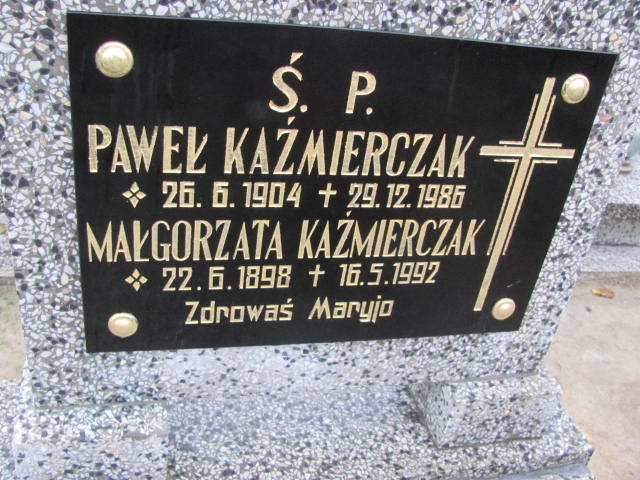 Ś. P.
PAWEŁ KAŹMIERCZAK
26. 6. 1904 + 29. 12. 1986
MAŁGORZATA KAŹMIERCZAK
22. 6. 1898 + 16. 5. 1992
Zdrowaś Maryjo